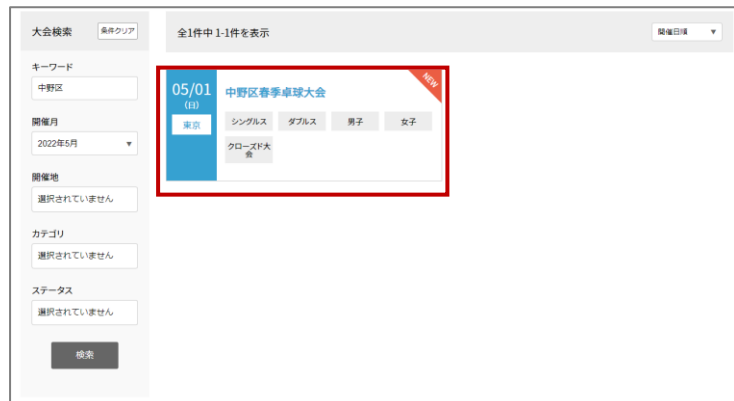 大会検索
条件クリア
キーワード
中野区
開催月
2022年5月
▼
開催地
選択されていません
カテゴリ
選択されていません
ステータス
選択されていません
検索
全1件中 1-1件を表示
開催日順
▼
05/01
(日)
東京
中野区春季卓球大会
NEW
シングルス
ダブルス
男子
女子
クローズド大
会